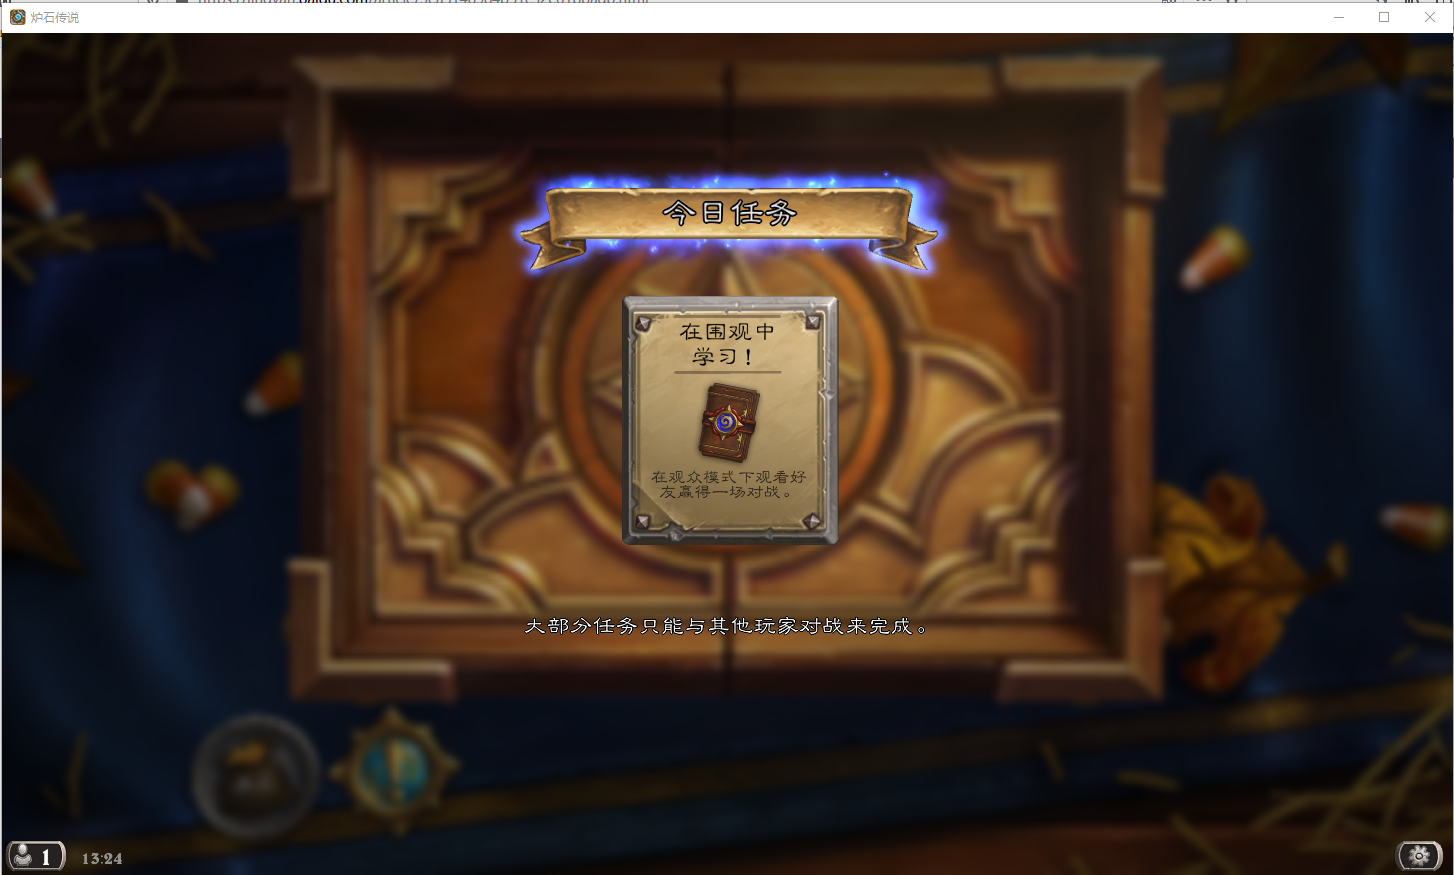 炉石传说
今日任务
在围观中
学习！
在观众模式下观看好
友赢得一场对战。
大部分任务只能与其他玩家对战来完成。
1
13:24